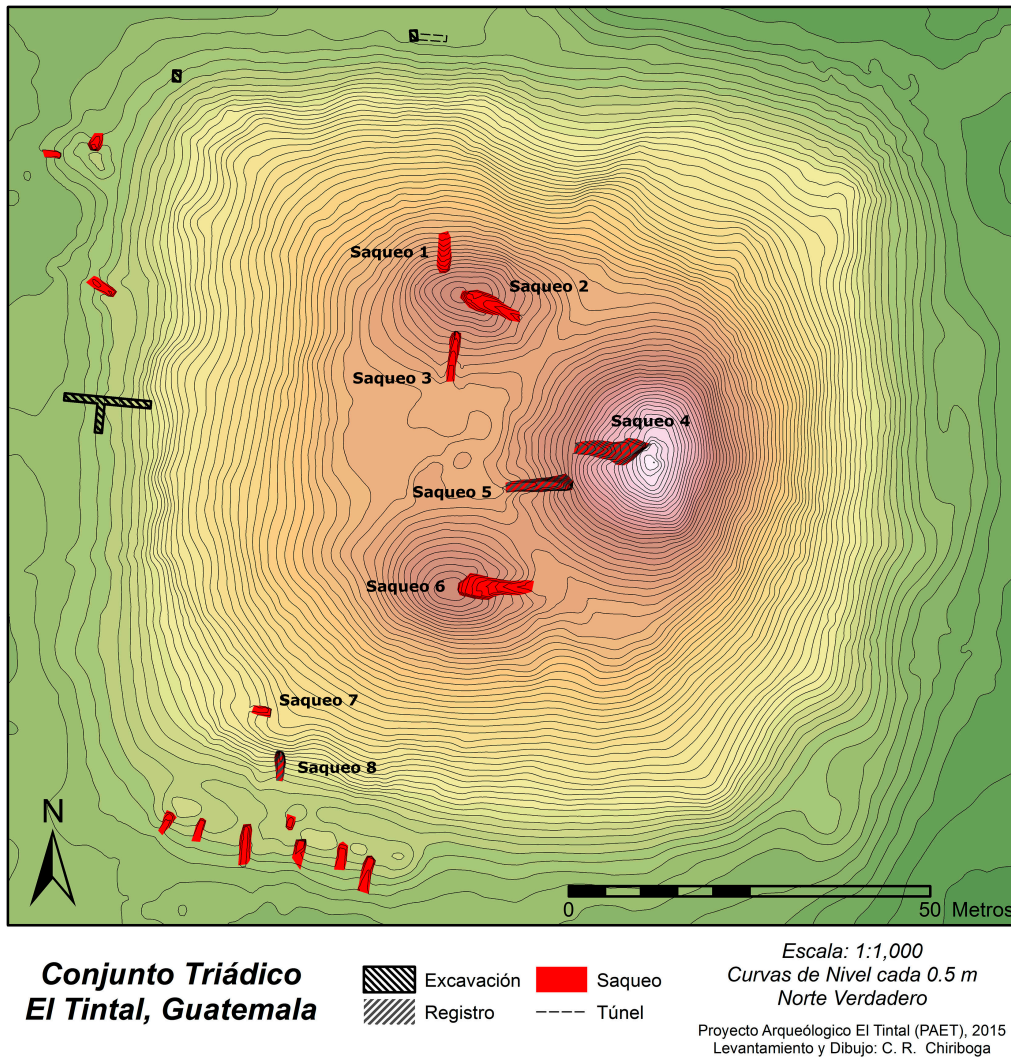 Saqueo 1
Saqueo 2
Saqueo 3
Saqueo 4
Saqueo 5
Saqueo 6
Saqueo 7
Saqueo 8
N
0
50 Metros
Conjunto Triádico
El Tintal, Guatemala
Excavación
Saqueo
Registro
Túnel
Escala: 1:1,000
Curvas de Nivel cada 0.5 m
Norte Verdadero
Proyecto Arqueólogico El Tintal (PAET), 2015
Levantamiento y Dibujo: C. R. Chiriboga